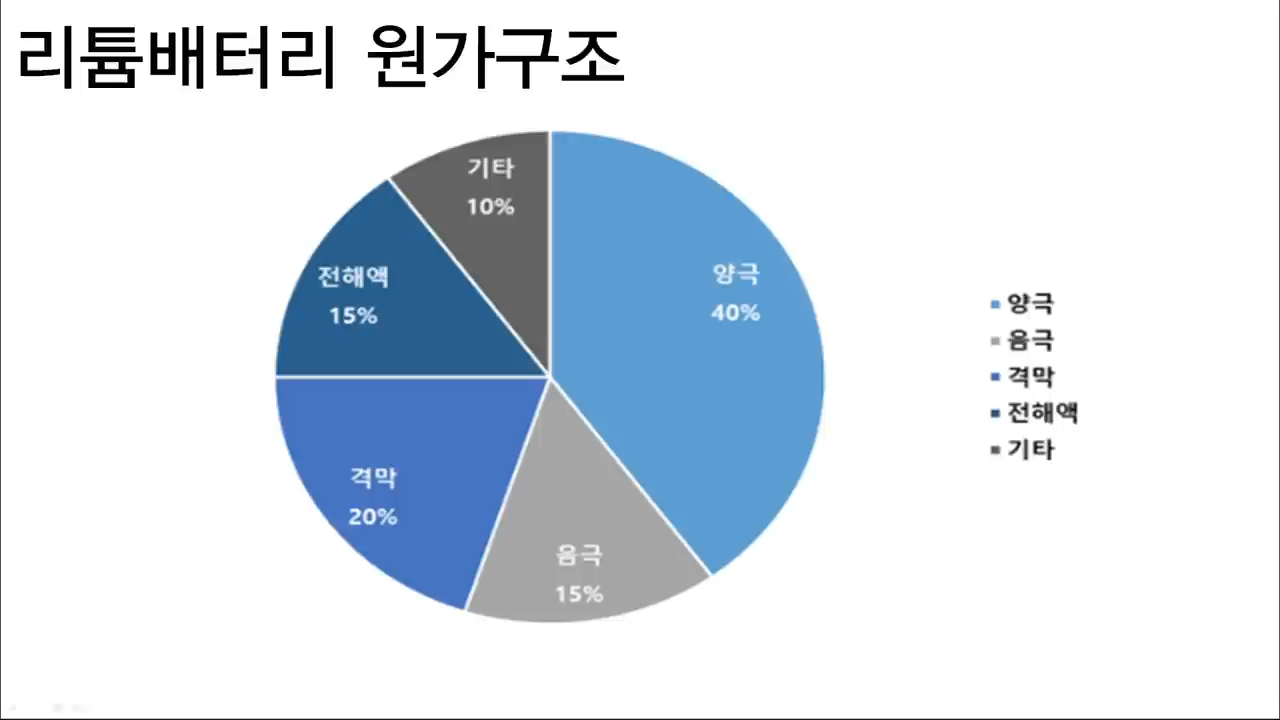 리튬배터리 원가구조
기타
10%
양극
40%
전해액
15%
격막
20%
음극
15%
양극
음극
격막
전해액
기타